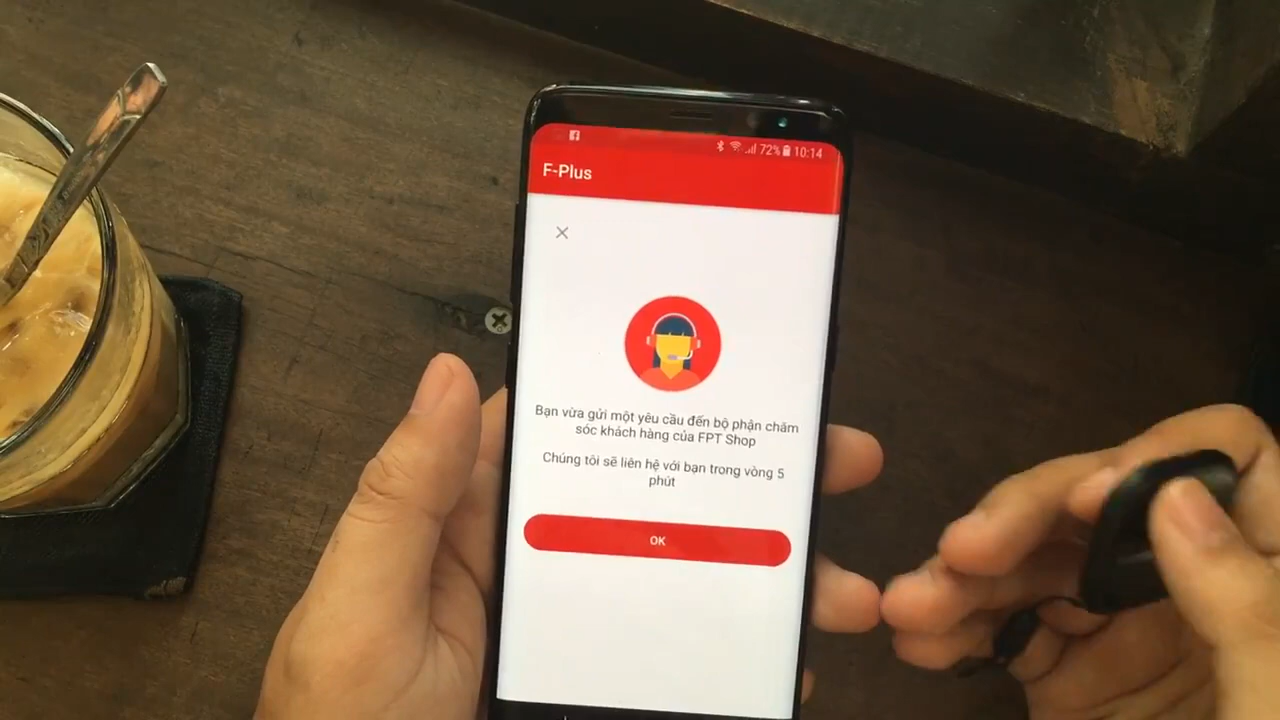 72% 10:14
F-Plus
Bạn vừa gửi một yêu cầu đến bộ phận chăm
sóc khách hàng của FPT Shop
Chúng tôi sẽ liên hệ với bạn trong vòng 5
phút
OK